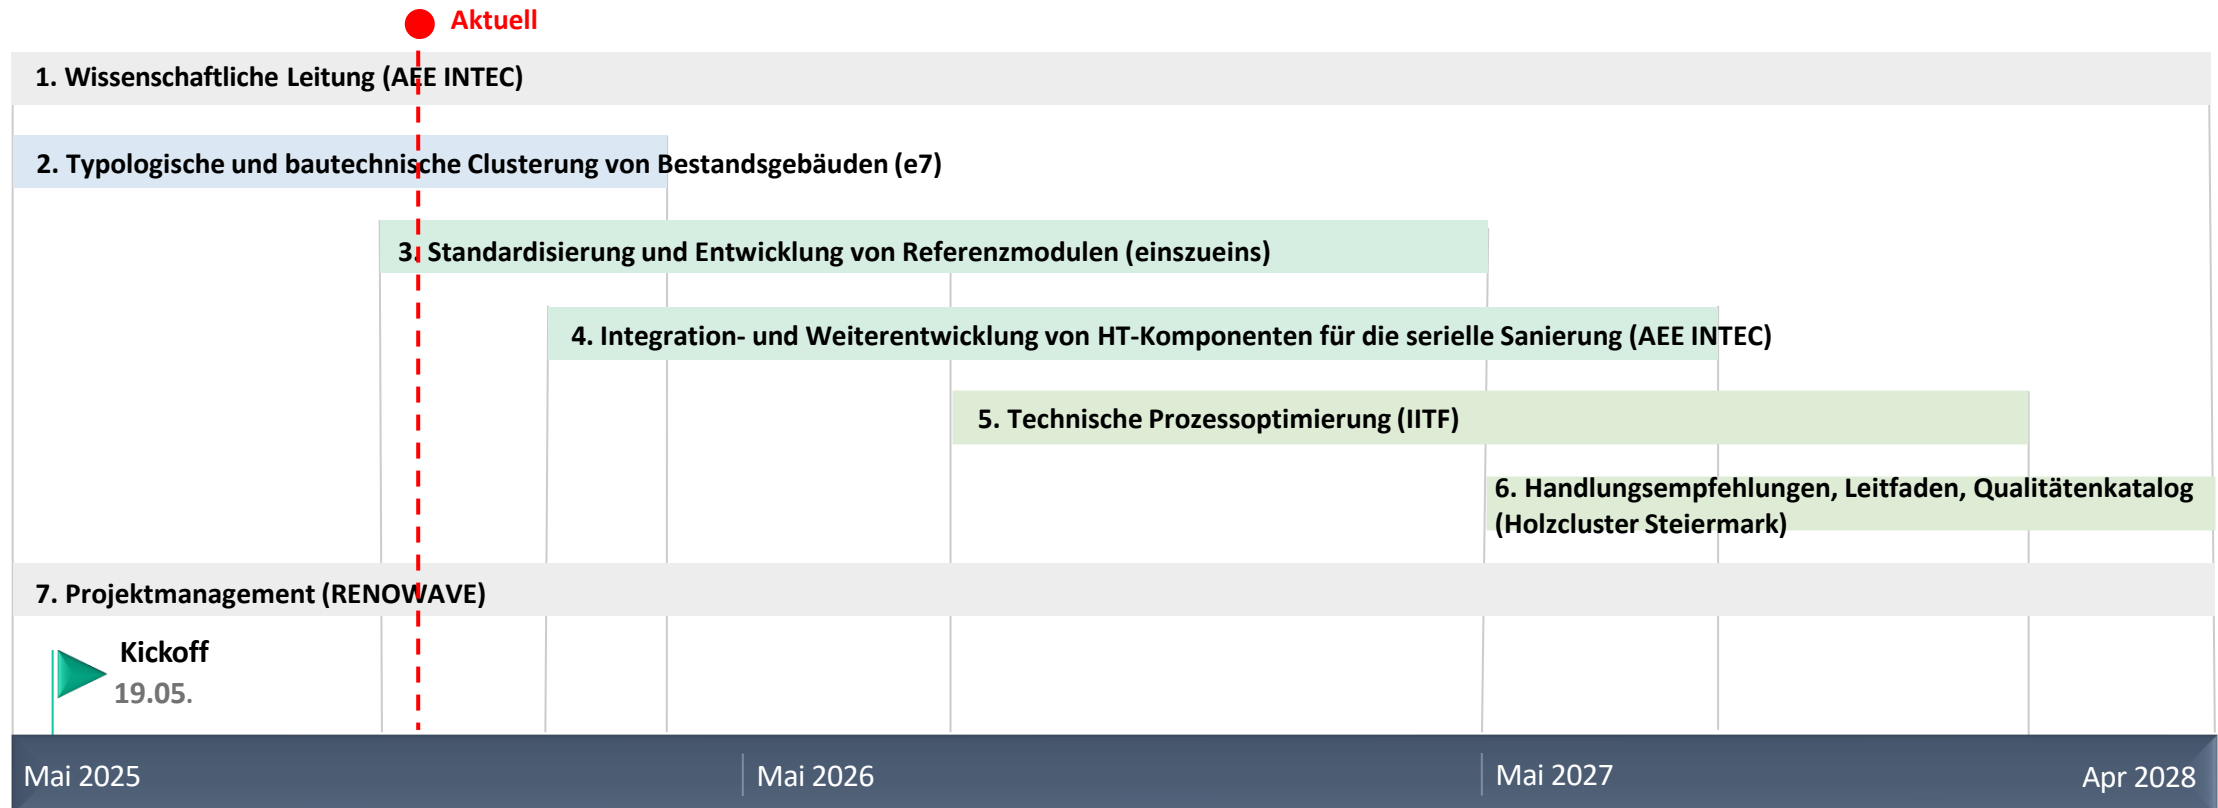 Aktuell
1. Wissenschaftliche Leitung (AEE INTEC)
2. Typologische und bautechnische Clusterung von Bestandsgebäuden (e7)
3. Standardisierung und Entwicklung von Referenzmodulen (einszueins)
4. Integration- und Weiterentwicklung von HT-Komponenten für die serielle Sanierung (AEE INTEC)
5. Technische Prozessoptimierung (IITF)
6. Handlungsempfehlungen, Leitfaden, Qualitätenkatalog
(Holzcluster Steiermark)
7. Projektmanagement (RENOWAVE)
Kickoff
19.05.
Mai 2025
Mai 2026
Mai 2027
Apr 2028